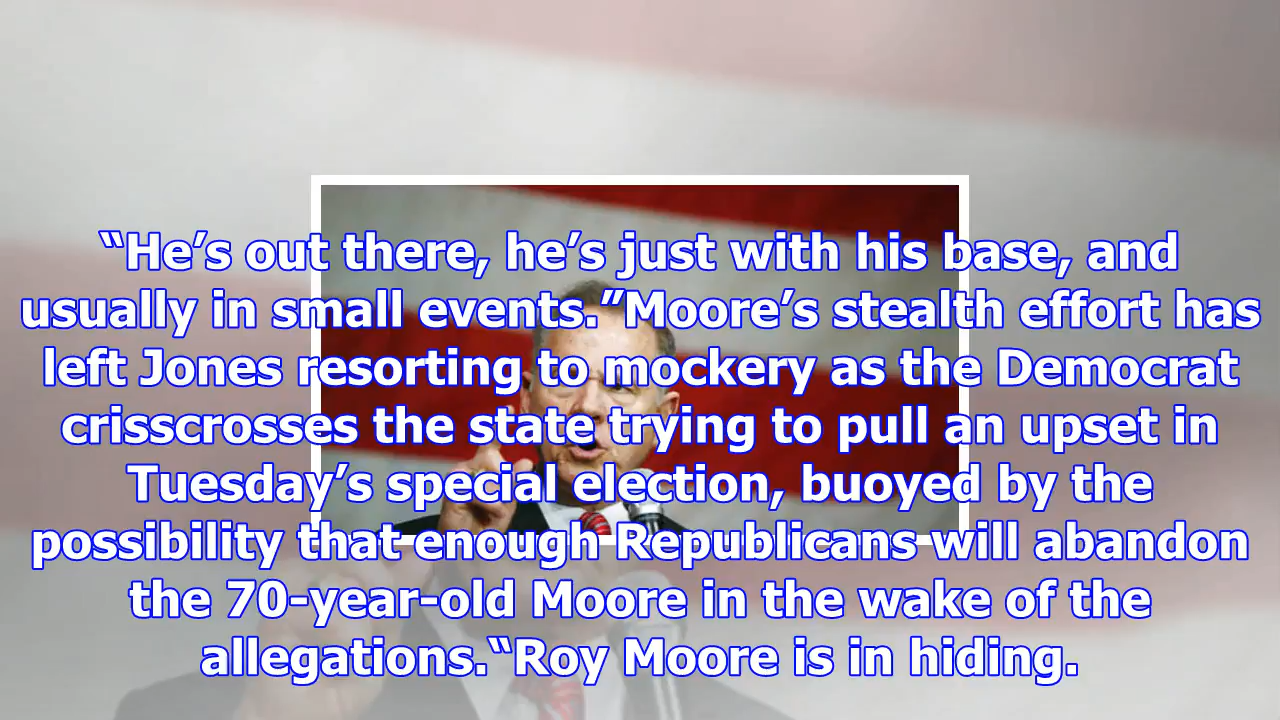 “He’s out there, he’s just with his base, and
usually in small events.”Moore’s stealth effort has
left Jones resorting to mockery as the Democrat
crisscrosses the state trying to pull an upset in
Tuesday’s special election, buoyed by the
possibility that enough Republicans will abandon
the 70-year-old Moore in the wake of the
allegations.“Roy Moore is in hiding.